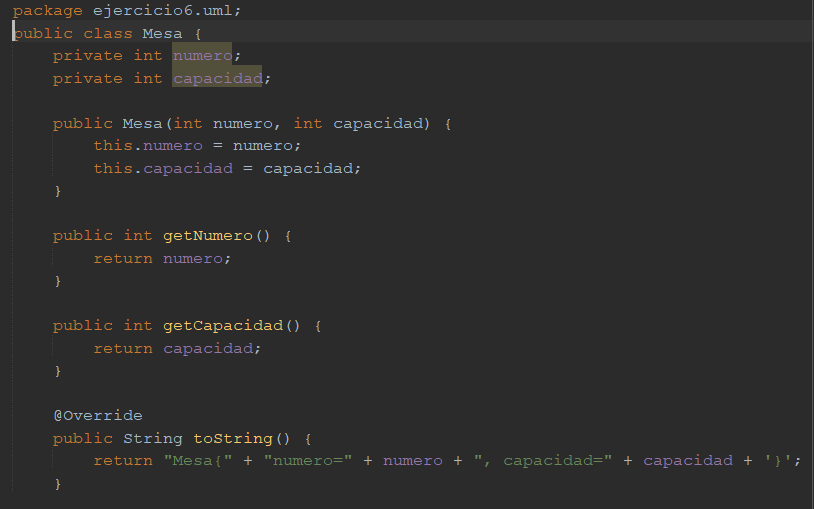 package ejercicio6.uml;
public class Mesa {
    private int numero;
    private int capacidad;

    public Mesa(int numero, int capacidad) {
        this.numero = numero;
        this.capacidad = capacidad;
    }

    public int getNumero() {
        return numero;
    }

    public int getCapacidad() {
        return capacidad;
    }

    @Override
    public String toString() {
        return "Mesa{" + "numero=" + numero + ", capacidad=" + capacidad + '}';
    }